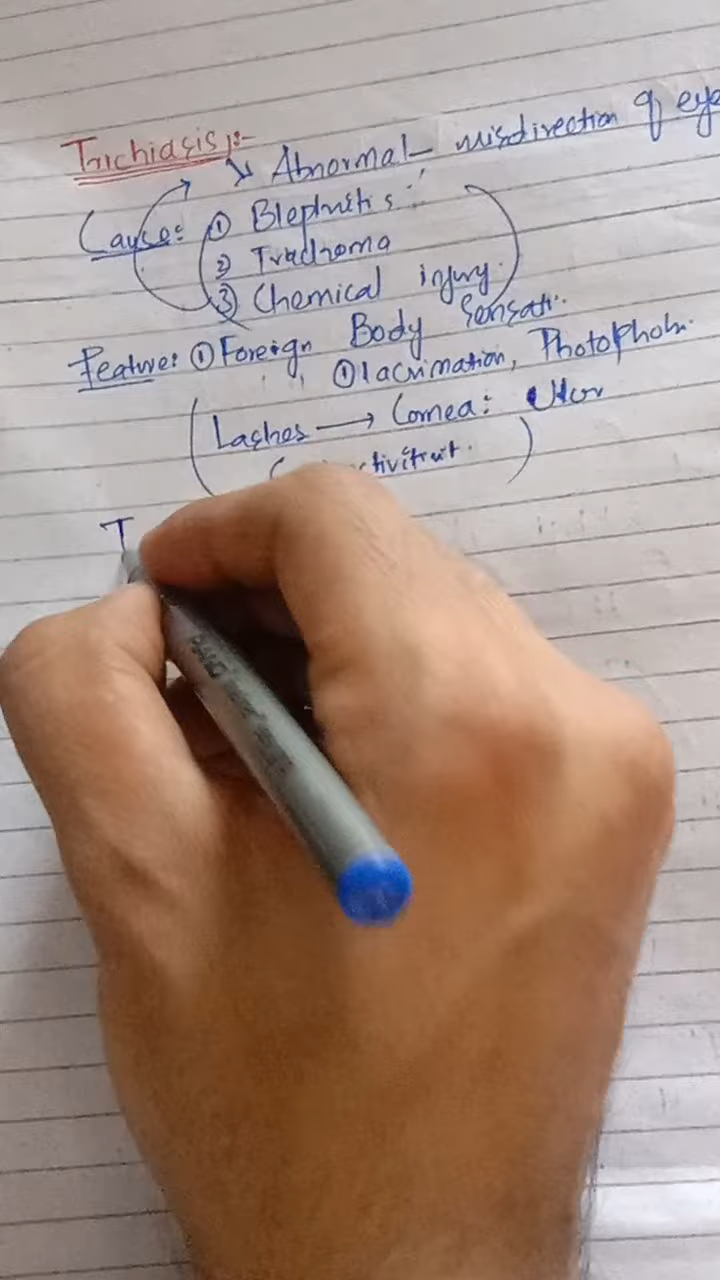 Trichiasis:-
↘ Abnormal misdirection of eye
Cause: ① Blephritis
② Trachoma
③ Chemical injury.
Feature: ① Foreign Body Sensati.
① lacrimation, Photophob.
Lashes → Cornea: Ulcer
T